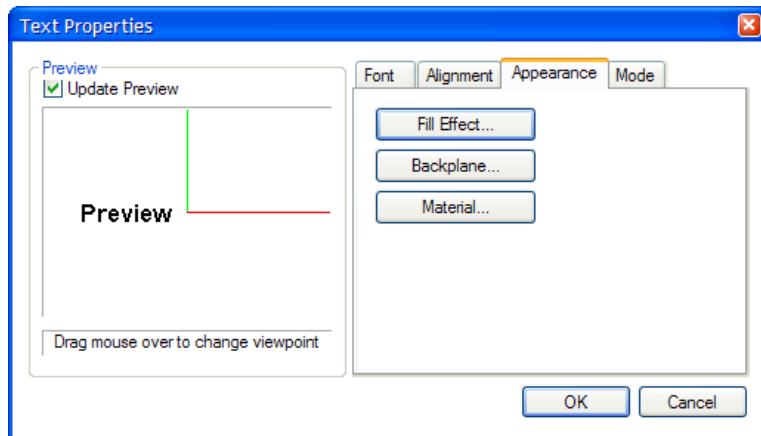 Text Properties
Preview
Update Preview
Preview
Drag mouse over to change viewpoint
Font Alignment Appearance Mode
Fill Effect...
Backplane...
Material...
OK Cancel